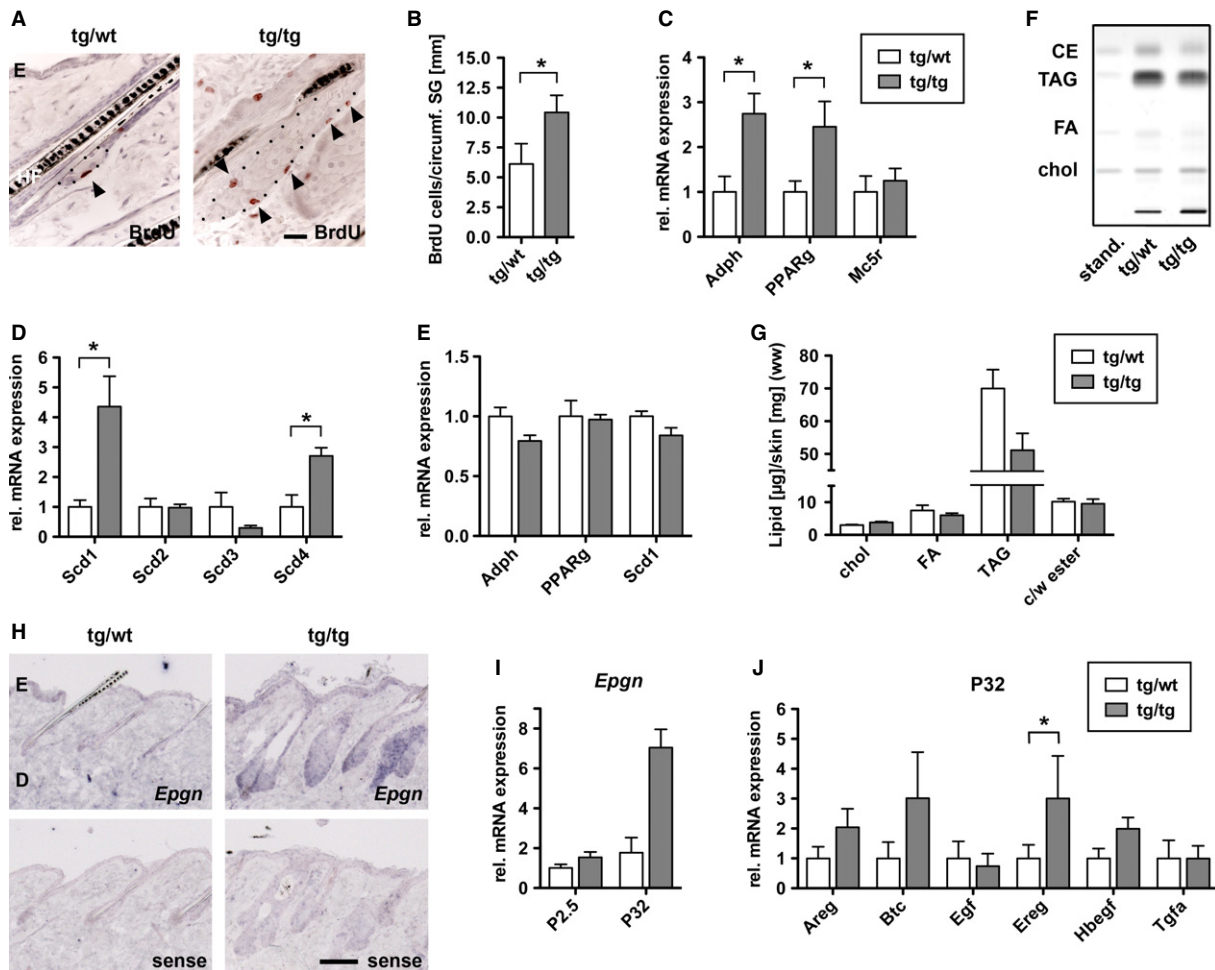 A
tg/wt
tg/tg
E
HF
BrdU
BrdU
B
BrdU cells/circumf. SG [mm]
15.0
12.5
10.0
7.5
5.0
2.5
0.0
*
tg/wt
tg/tg
C
rel. mRNA expression
4
3
2
1
0
*
*
Adph
PPARg
Mc5r
tg/wt
tg/tg
F
CE
TAG
FA
chol
stand.
tg/wt
tg/tg
D
rel. mRNA expression
6
5
4
3
2
1
0
*
*
Scd1
Scd2
Scd3
Scd4
E
rel. mRNA expression
1.5
1.0
0.5
0.0
Adph
PPARg
Scd1
G
Lipid [µg]/skin [mg] (ww)
80
70
60
50
10
0
chol
FA
TAG
c/w ester
tg/wt
tg/tg
H
tg/wt
tg/tg
E
D
Epgn
Epgn
sense
sense
I
Epgn
rel. mRNA expression
8
6
4
2
0
P2.5
P32
J
P32
rel. mRNA expression
6
5
4
3
2
1
0
*
Areg
Btc
Egf
Ereg
Hbegf
Tgfa
tg/wt
tg/tg